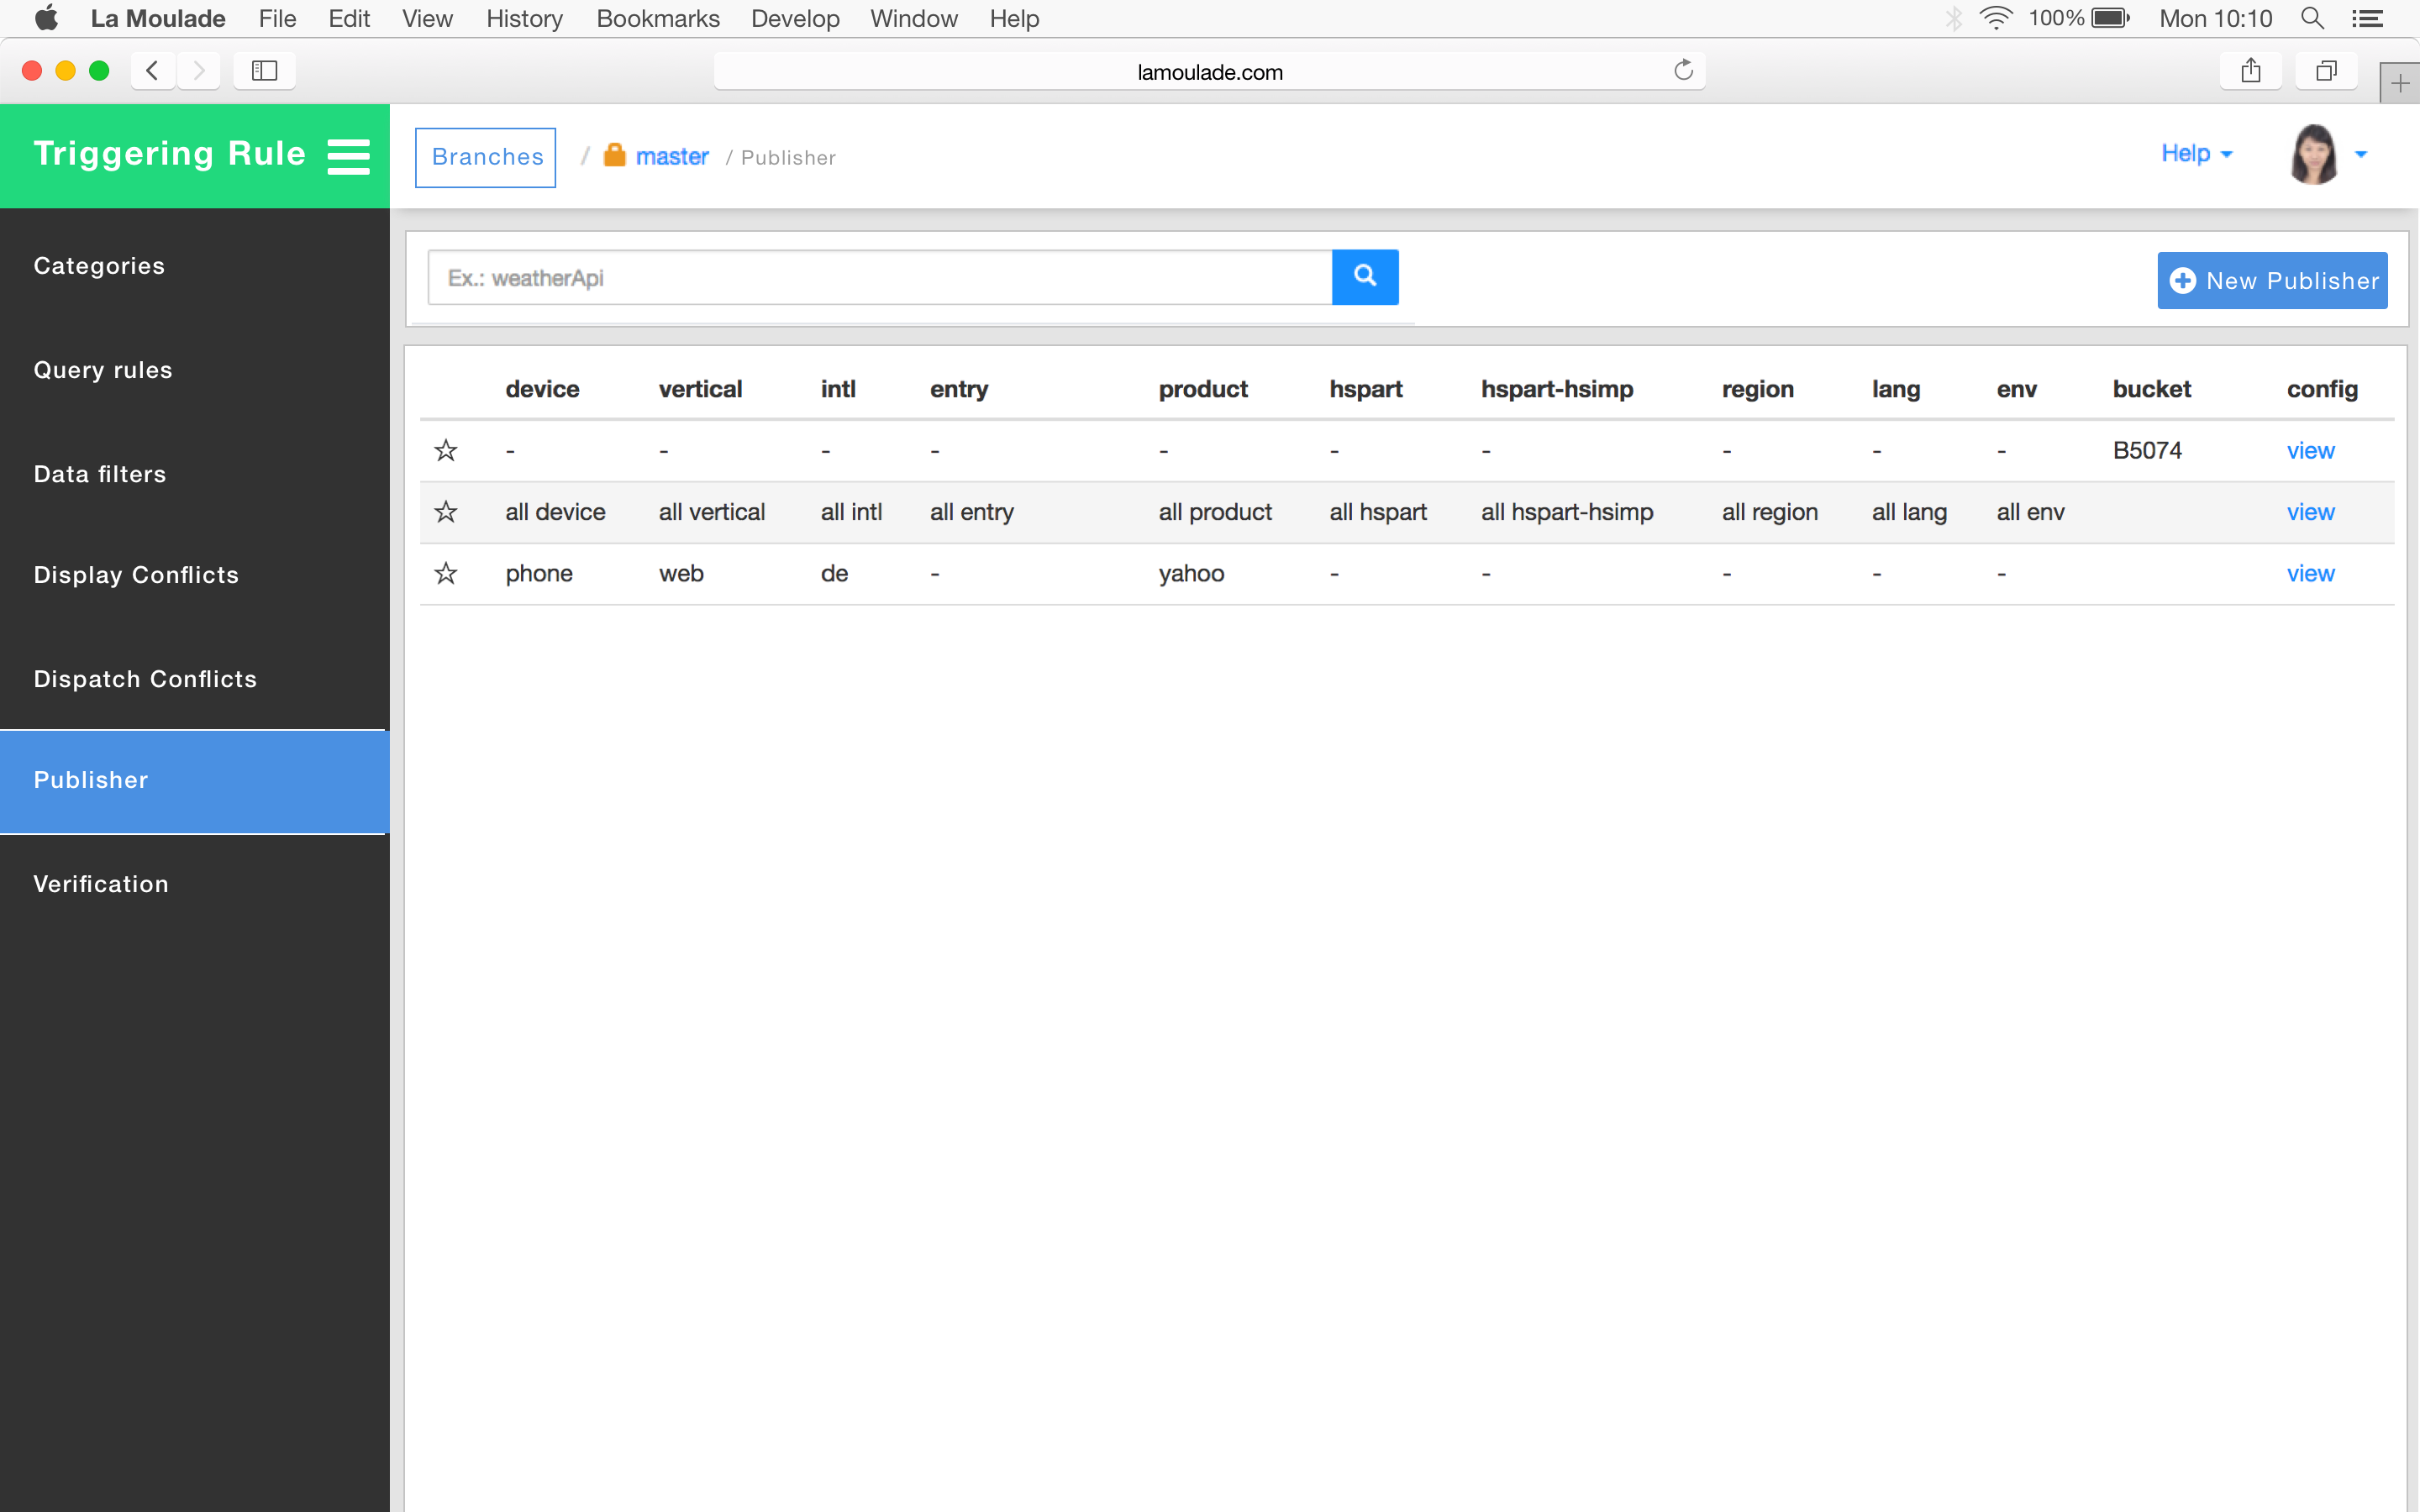 La Moulade File Edit View History Bookmarks Develop Window Help 100% Mon 10:10
lamoulade.com
Triggering Rule
Branches / master / Publisher Help
Categories
Ex.: weatherApi New Publisher
Query rules
Data filters
Display Conflicts
Dispatch Conflicts
Publisher
Verification
device vertical intl entry product hspart hspart-hsimp region lang env bucket config
- - - - - - - - - - B5074 view
all device all vertical all intl all entry all product all hspart all hspart-hsimp all region all lang all env view
phone web de - yahoo - - - - - view